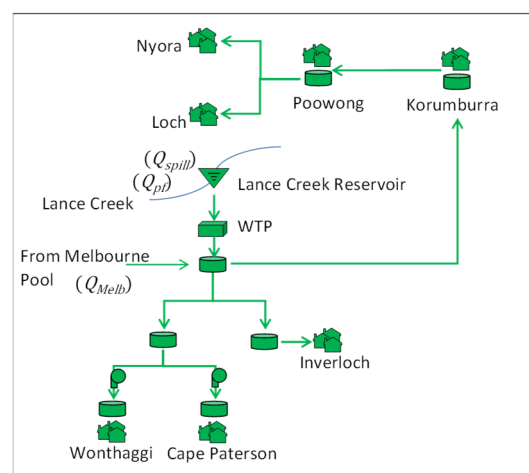 Nyora
Loch
Poowong
Korumburra
(Qspill)
(Qpf)
Lance Creek
Lance Creek Reservoir
WTP
From Melbourne
Pool
(QMelb)
Inverloch
Wonthaggi
Cape Paterson